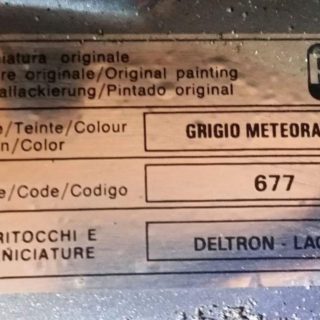 iatura originale
re originale/Original painting
allackierung/Pintado original
e/Teinte/Colour
n/Color
GRIGIO METEORA
e/Code/Codigo
677
RITOCCHI E
NICIATURE
DELTRON - LAC